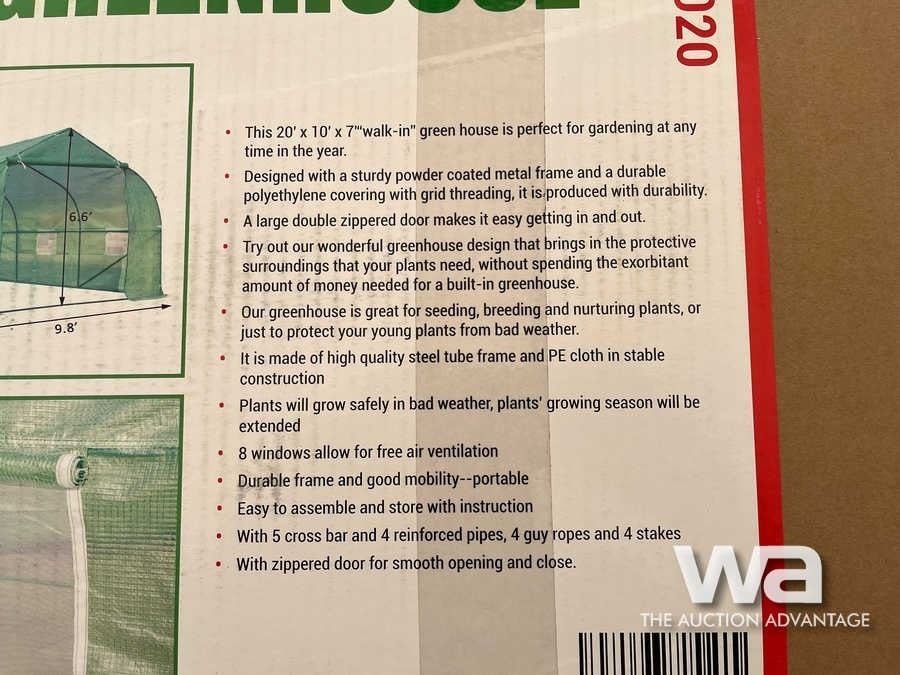 GREENHOUSE
020
6.6'
9.8'
• This 20' x 10' x 7'“walk-in” green house is perfect for gardening at any
time in the year.
• Designed with a sturdy powder coated metal frame and a durable
polyethylene covering with grid threading, it is produced with durability.
• A large double zippered door makes it easy getting in and out.
• Try out our wonderful greenhouse design that brings in the protective
surroundings that your plants need, without spending the exorbitant
amount of money needed for a built-in greenhouse.
• Our greenhouse is great for seeding, breeding and nurturing plants, or
just to protect your young plants from bad weather.
• It is made of high quality steel tube frame and PE cloth in stable
construction
• Plants will grow safely in bad weather, plants' growing season will be
extended
• 8 windows allow for free air ventilation
• Durable frame and good mobility--portable
• Easy to assemble and store with instruction
• With 5 cross bar and 4 reinforced pipes, 4 guy ropes and 4 stakes
• With zippered door for smooth opening and close.
wa
THE AUCTION ADVANTAGE